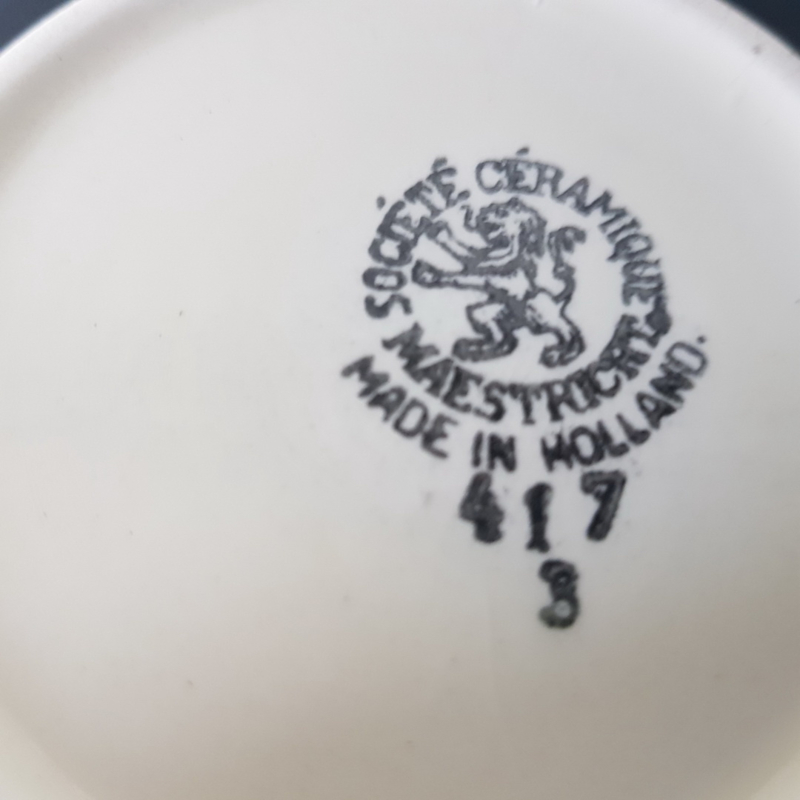 SOCIÉTÉ CÉRAMIQUE
MAESTRICHT
MADE IN HOLLAND.
417
3